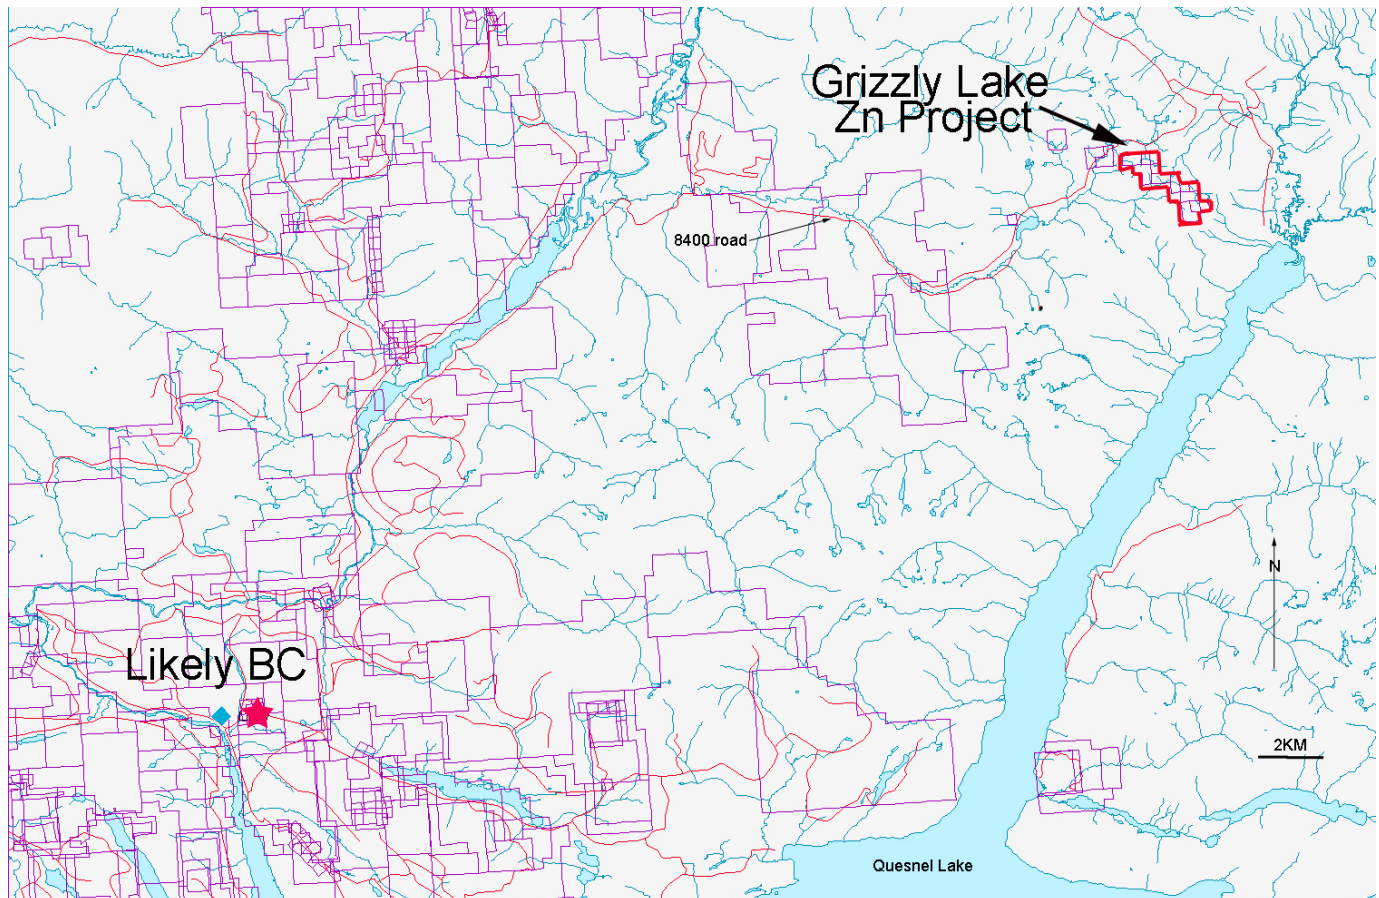 Grizzly Lake
Zn Project
8400 road
N
Likely BC
2KM
Quesnel Lake